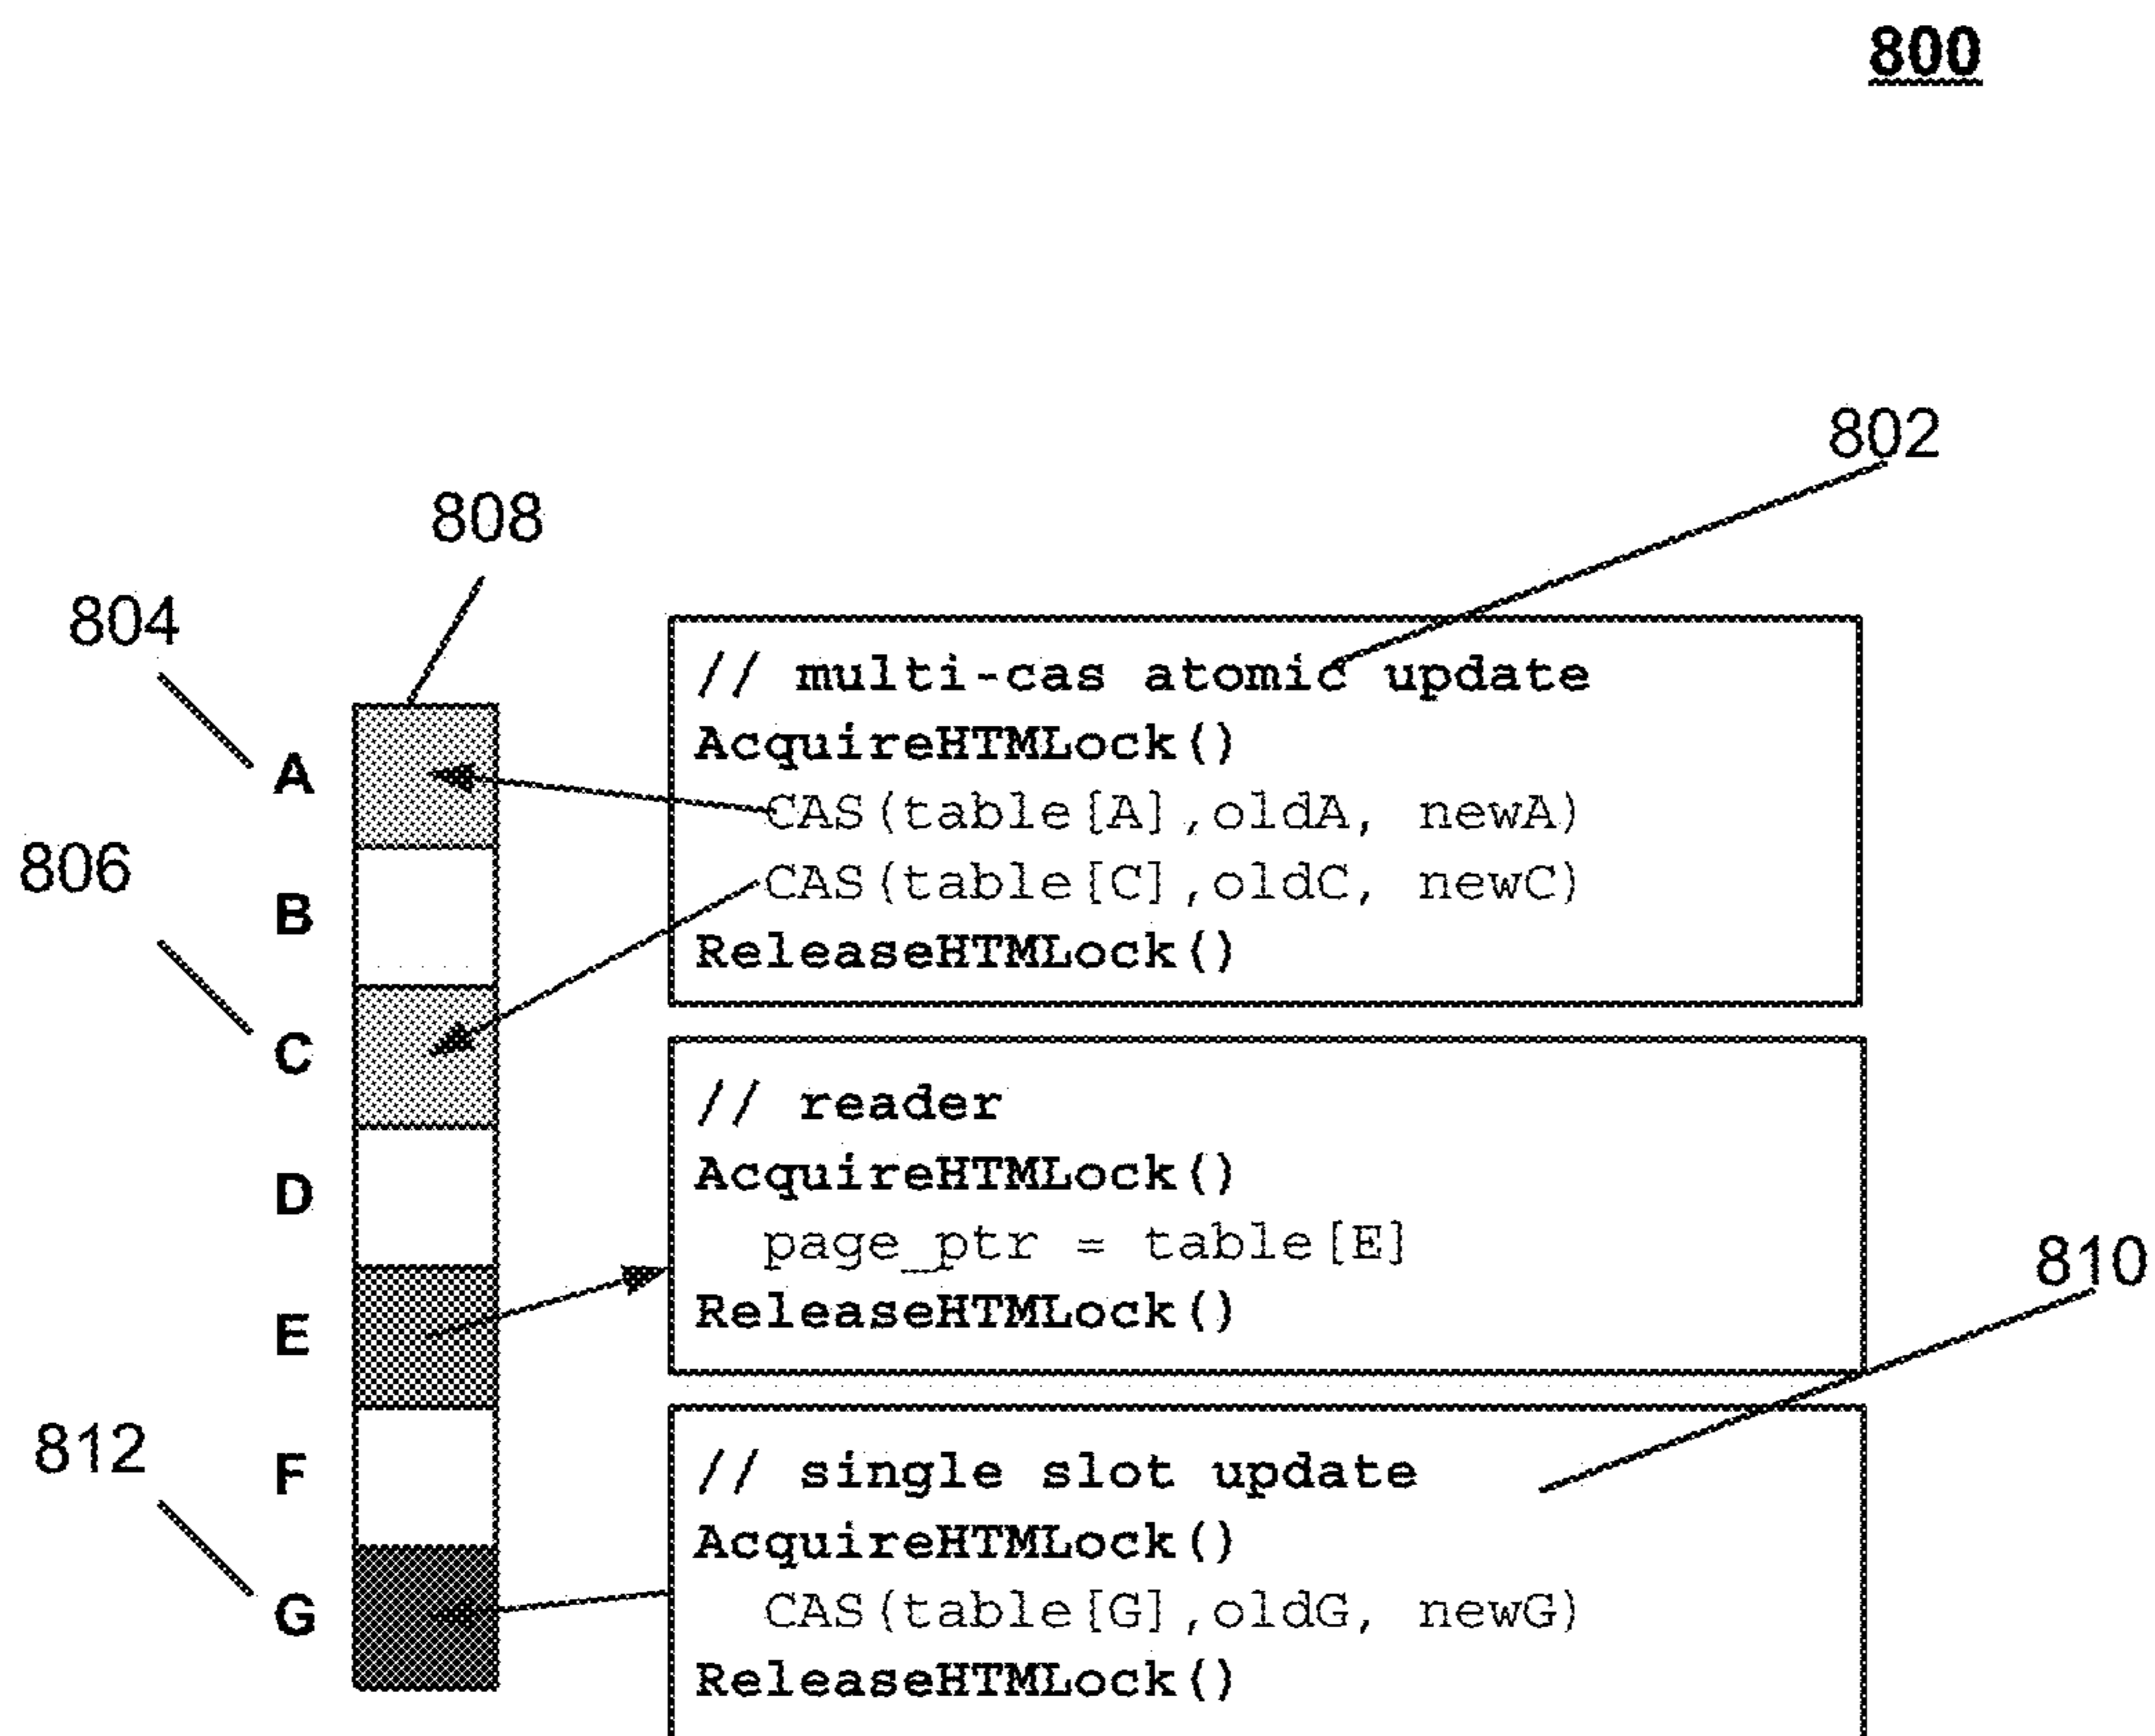 800
802
808
804
// multi-cas atomic update
AcquireHTMLock()
A
CAS(table[A],oldA, newA)
806
CAS(table[C],oldC, newC)
B
ReleaseHTMLock()
C
// reader
AcquireHTMLock()
D
page_ptr = table[E]
810
ReleaseHTMLock()
E
812
F
// single slot update
AcquireHTMLock()
G
CAS(table[G],oldG, newG)
ReleaseHTMLock()